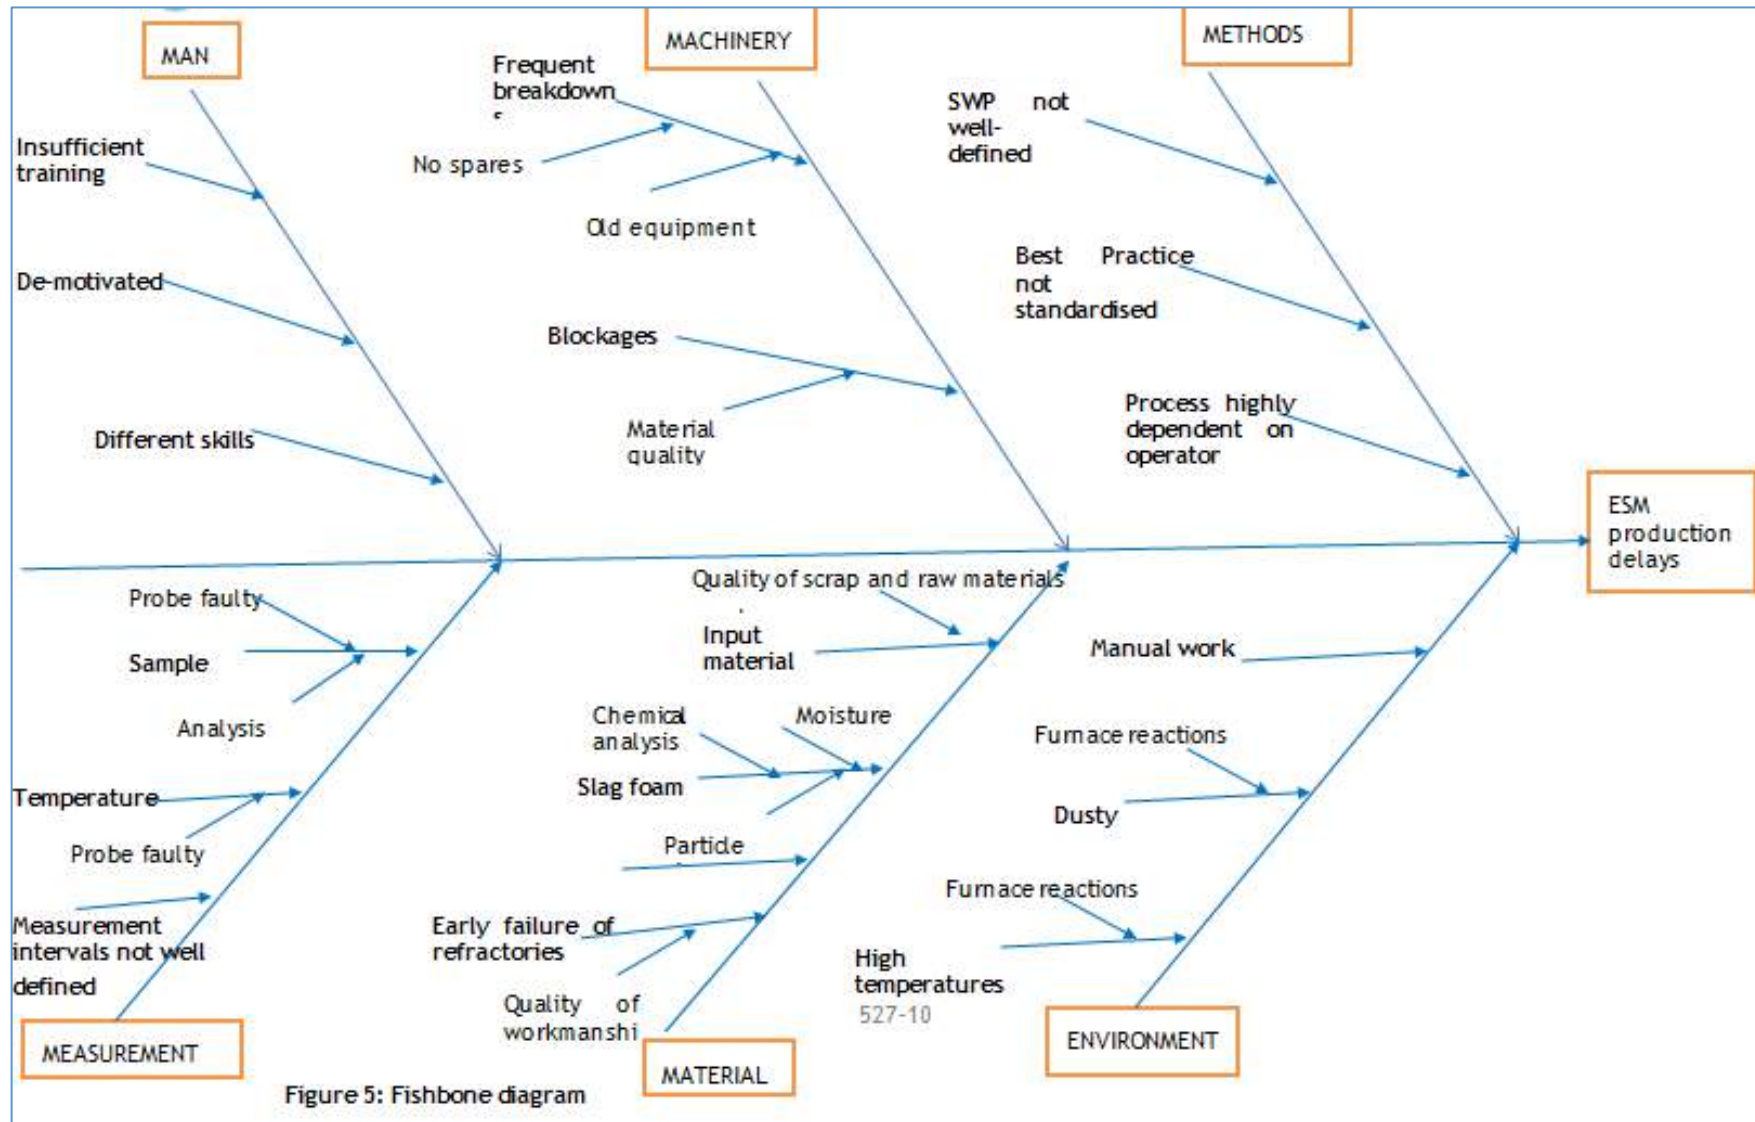 MAN
MACHINERY
METHODS
Frequent
breakdown
s
SWP not
well-
defined
Insufficient
training
No spares
Old equipment
Best Practice
not
standardised
De-motivated
Blockages
Process highly
dependent on
operator
Different skills
Material
quality
ESM
production
delays
Quality of scrap and raw materials
Probe faulty
Input
material
Manual work
Sample
Chemical
analysis
Moisture
Analysis
Furnace reactions
Slag foam
Temperature
Dusty
Particle
Probe faulty
Furnace reactions
Measurement
intervals not well
defined
Early failure of
refractories
High
temperatures
527-10
Quality of
workmanshi
MEASUREMENT
MATERIAL
ENVIRONMENT
Figure 5: Fishbone diagram